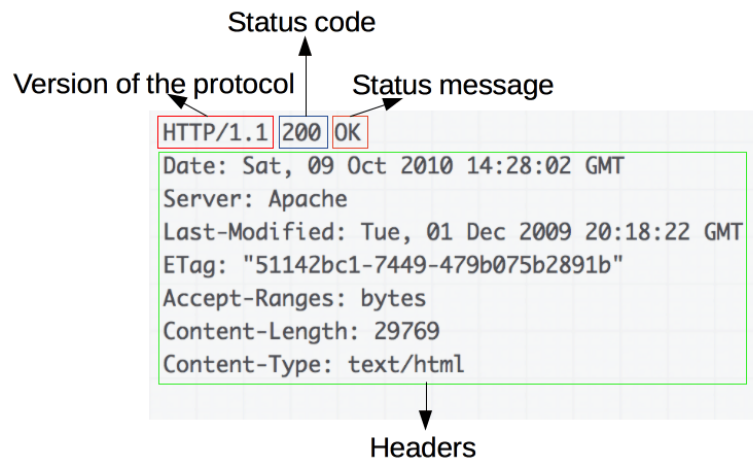 Status code
Version of the protocol
Status message
HTTP/1.1 200 OK
Date: Sat, 09 Oct 2010 14:28:02 GMT
Server: Apache
Last-Modified: Tue, 01 Dec 2009 20:18:22 GMT
ETag: "51142bc1-7449-479b075b2891b"
Accept-Ranges: bytes
Content-Length: 29769
Content-Type: text/html
Headers